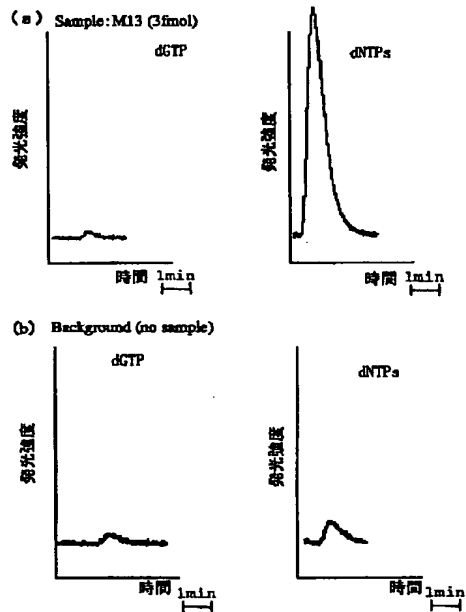 (a) Sample: M13 (3fmol)
dGTP
発光強度
時間 1min
dNTPs
発光強度
時間 1min
(b) Background (no sample)
dGTP
発光強度
時間
1min
dNTPs
発光強度
時間
1min